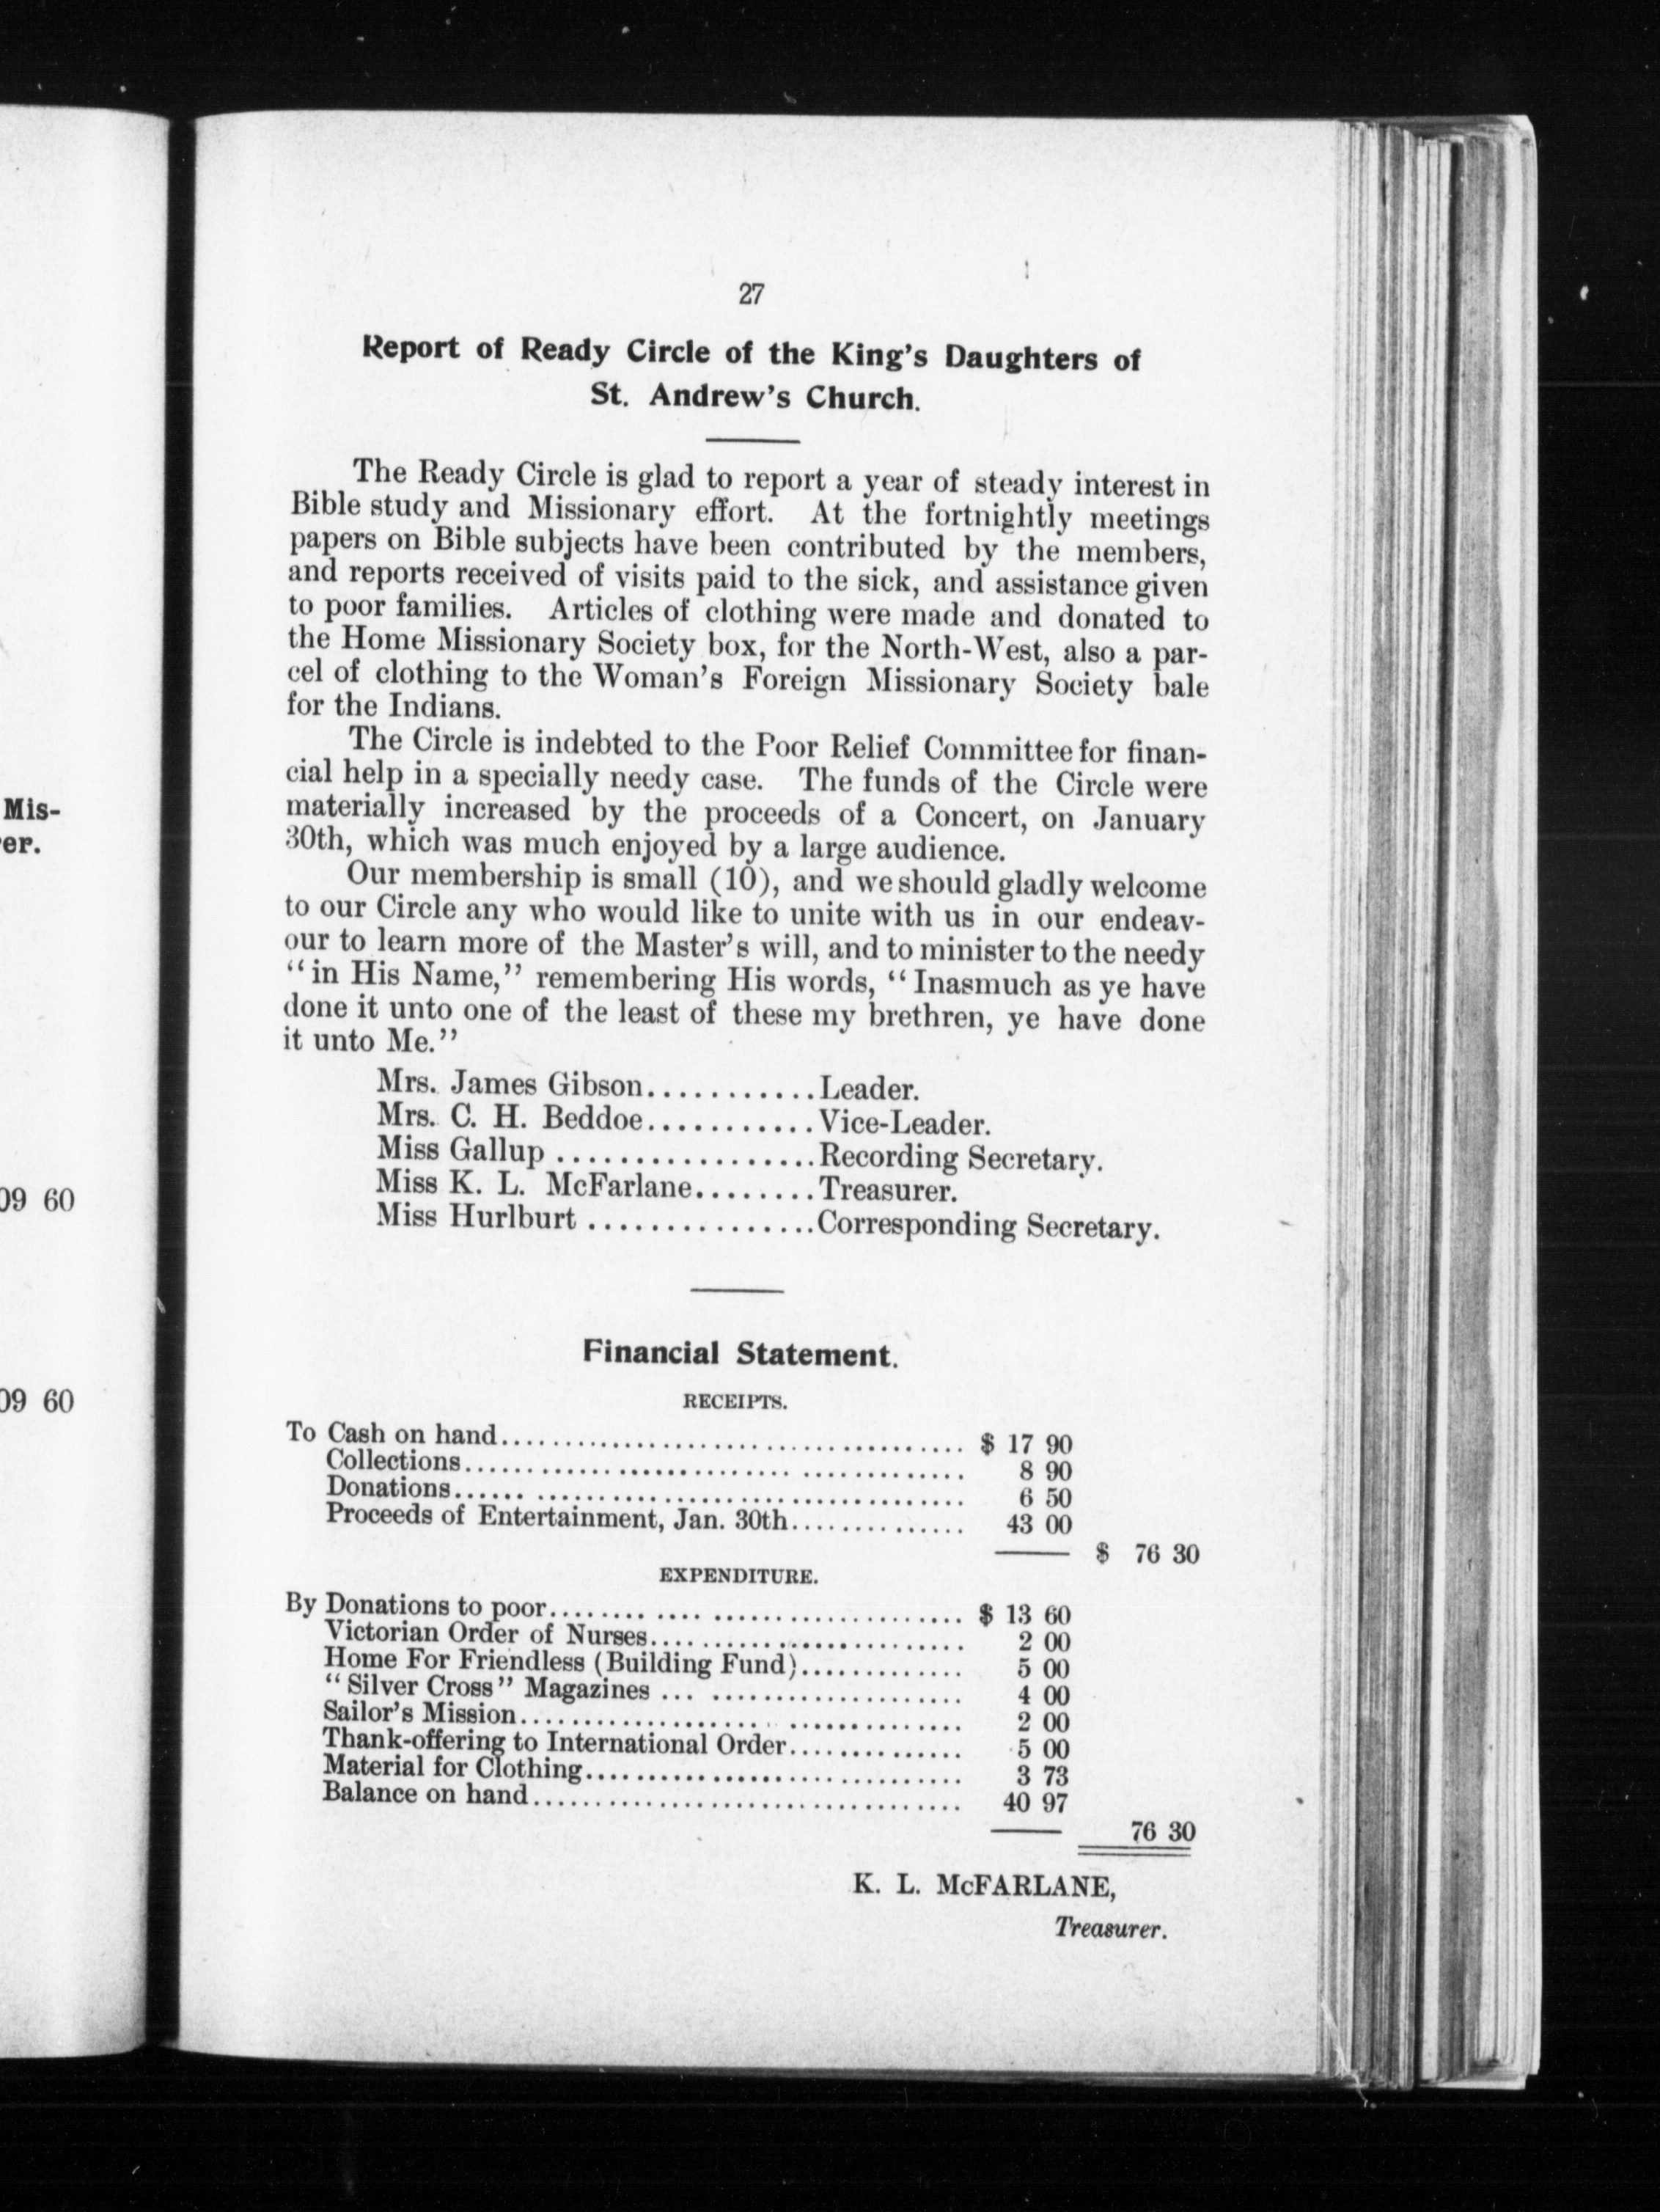 Mis-
er.
09 60
09 60
27
Report of Ready Circle of the King's Daughters of
St. Andrew's Church.
The Ready Circle is glad to report a year of steady interest in
Bible study and Missionary effort. At the fortnightly meetings
papers on Bible subjects have been contributed by the members,
and reports received of visits paid to the sick, and assistance given
to poor families. Articles of clothing were made and donated to
the Home Missionary Society box, for the North-West, also a par-
cel of clothing to the Woman's Foreign Missionary Society bale
for the Indians.
The Circle is indebted to the Poor Relief Committee for finan-
cial help in a specially needy case. The funds of the Circle were
materially increased by the proceeds of a Concert, on January
30th, which was much enjoyed by a large audience.
Our membership is small (10), and we should gladly welcome
to our Circle any who would like to unite with us in our endeav-
our to learn more of the Master's will, and to minister to the needy
"in His Name," remembering His words, "Inasmuch as ye have
done it unto one of the least of these my brethren, ye have done
it unto Me."
Mrs. James Gibson...........Leader.
Mrs. C. H. Beddoe...........Vice-Leader.
Miss Gallup .................Recording Secretary.
Miss K. L. McFarlane........Treasurer.
Miss Hurlburt ...............Corresponding Secretary.
Financial Statement.
RECEIPTS.
To Cash on hand.................................... $ 17 90
Collections....................................... 8 90
Donations....................................... 6 50
Proceeds of Entertainment, Jan. 30th.............. 43 00
$ 76 30
EXPENDITURE.
By Donations to poor................................ $ 13 60
Victorian Order of Nurses......................... 2 00
Home For Friendless (Building Fund)............. 5 00
"Silver Cross" Magazines ... .................... 4 00
Sailor's Mission.................................. 2 00
Thank-offering to International Order.............. 5 00
Material for Clothing.............................. 3 73
Balance on hand.................................. 40 97
76 30
K. L. McFARLANE,
Treasurer.